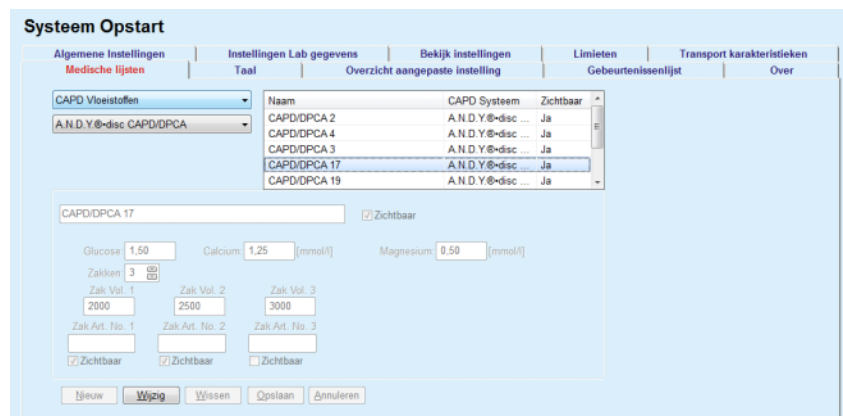 Systeem Opstart
Algemene Instellingen Instellingen Lab gegevens Bekijk instellingen Limieten Transport karakteristieken
Medische lijsten Taal Overzicht aangepaste instelling Gebeurtenissenlijst Over
CAPD Vloeistoffen
A.N.D.Y.®•disc CAPD/DPCA
Naam CAPD Systeem Zichtbaar
CAPD/DPCA 2 A.N.D.Y.®•disc ... Ja
CAPD/DPCA 4 A.N.D.Y.®•disc ... Ja
CAPD/DPCA 3 A.N.D.Y.®•disc ... Ja
CAPD/DPCA 17 A.N.D.Y.®•disc ... Ja
CAPD/DPCA 19 A.N.D.Y.®•disc ... Ja
CAPD/DPCA 17 Zichtbaar
Glucose: 1,50 Calcium: 1,25 [mmol/l] Magnesium: 0,50 [mmol/l]
Zakken: 3
Zak Vol. 1 Zak Vol. 2 Zak Vol. 3
2000 2500 3000
Zak Art. No. 1 Zak Art. No. 2 Zak Art. No. 3
Zichtbaar Zichtbaar Zichtbaar
Nieuw Wijzig Wissen Opslaan Annuleren